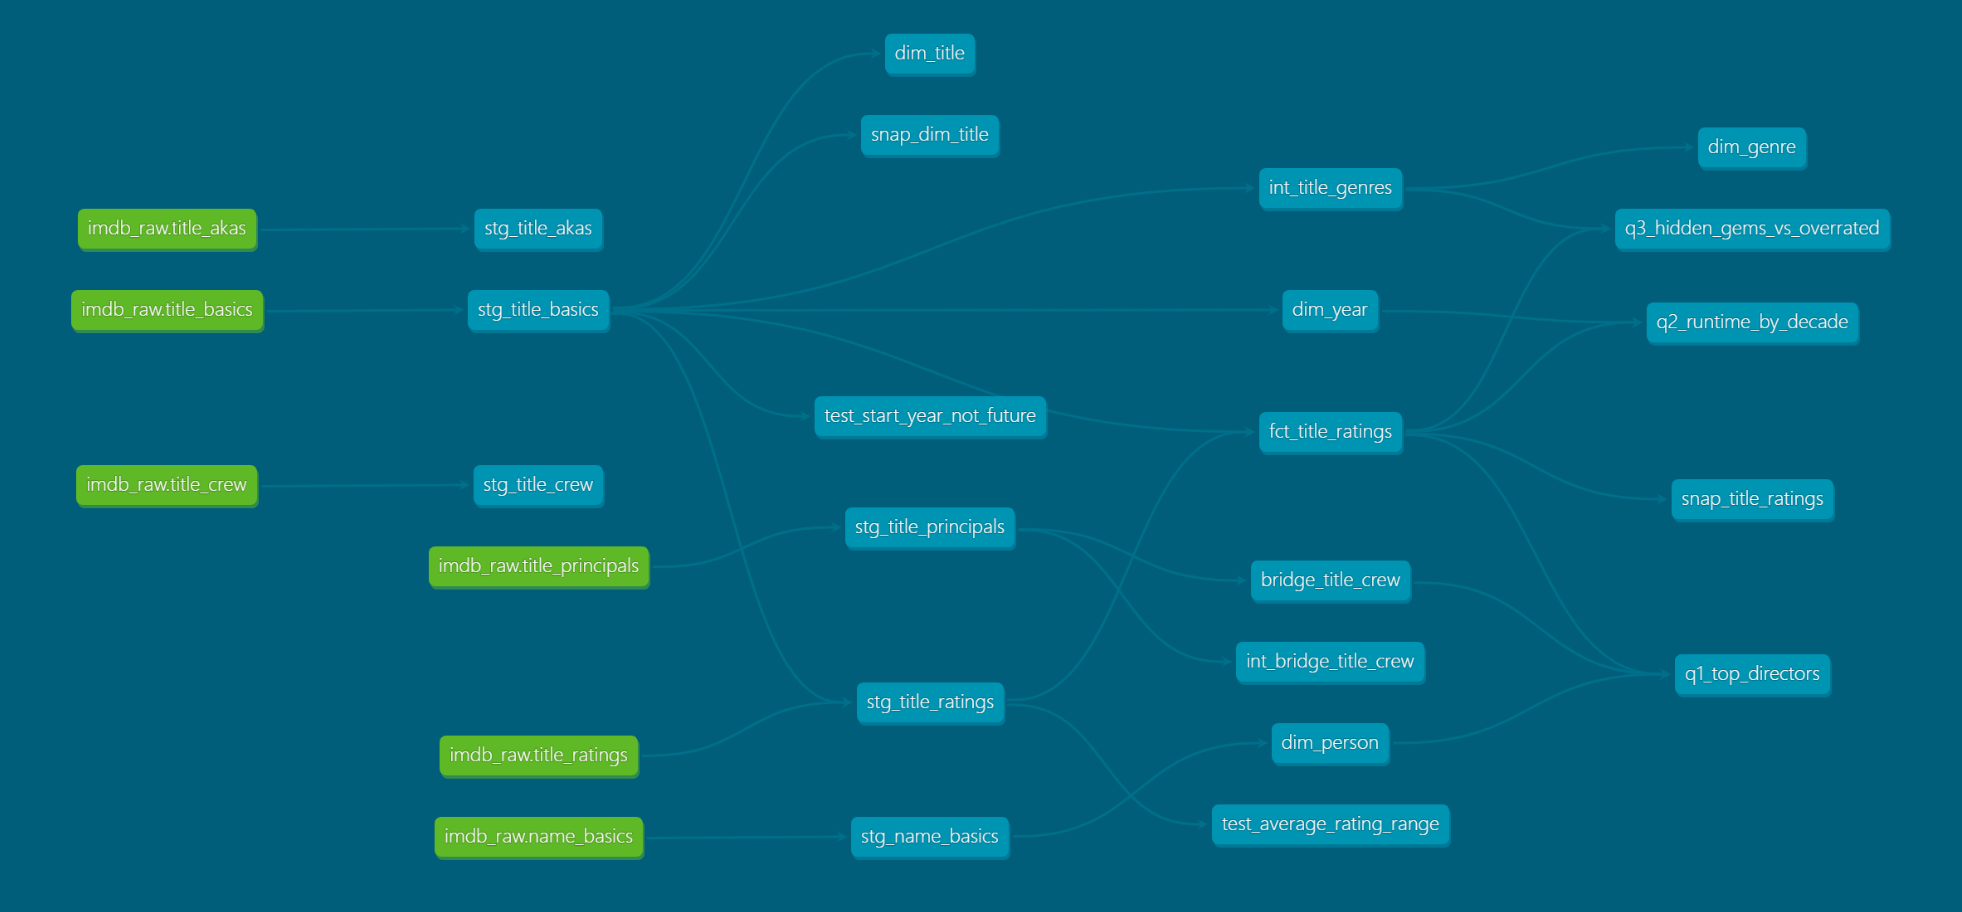 dim_title
snap_dim_title
dim_genre
int_title_genres
imdb_raw.title_akas
stg_title_akas
q3_hidden_gems_vs_overrated
imdb_raw.title_basics
stg_title_basics
dim_year
q2_runtime_by_decade
test_start_year_not_future
fct_title_ratings
imdb_raw.title_crew
stg_title_crew
snap_title_ratings
stg_title_principals
imdb_raw.title_principals
bridge_title_crew
int_bridge_title_crew
q1_top_directors
stg_title_ratings
dim_person
imdb_raw.title_ratings
test_average_rating_range
imdb_raw.name_basics
stg_name_basics